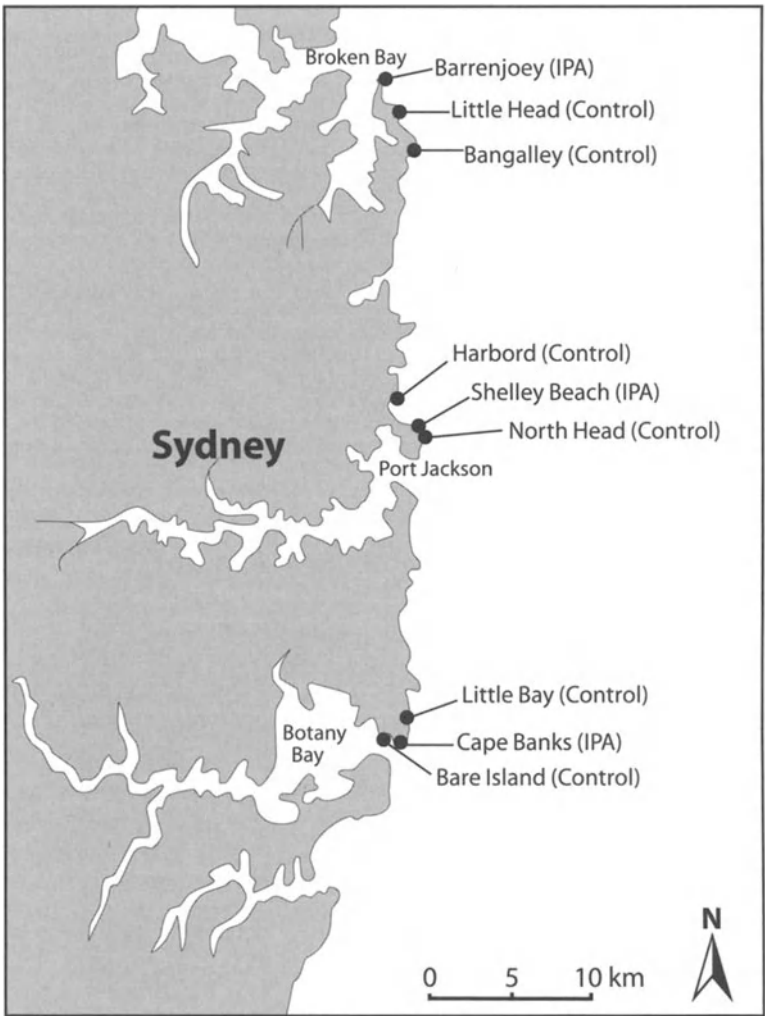 Broken Bay
Barrenjoey (IPA)
Little Head (Control)
Bangalley (Control)
Harbord (Control)
Shelley Beach (IPA)
North Head (Control)
Sydney
Port Jackson
Little Bay (Control)
Botany
Bay
Cape Banks (IPA)
Bare Island (Control)
N
0 5 10 km